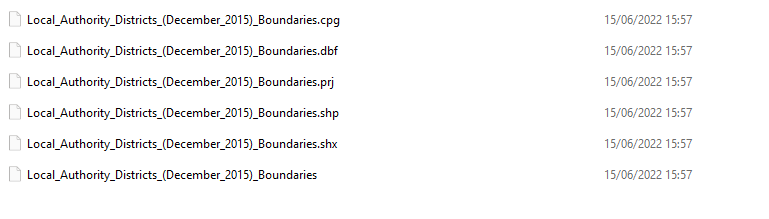 Local_Authority_Districts_(December_2015)_Boundaries.cpg 15/06/2022 15:57
Local_Authority_Districts_(December_2015)_Boundaries.dbf 15/06/2022 15:57
Local_Authority_Districts_(December_2015)_Boundaries.prj 15/06/2022 15:57
Local_Authority_Districts_(December_2015)_Boundaries.shp 15/06/2022 15:57
Local_Authority_Districts_(December_2015)_Boundaries.shx 15/06/2022 15:57
Local_Authority_Districts_(December_2015)_Boundaries 15/06/2022 15:57